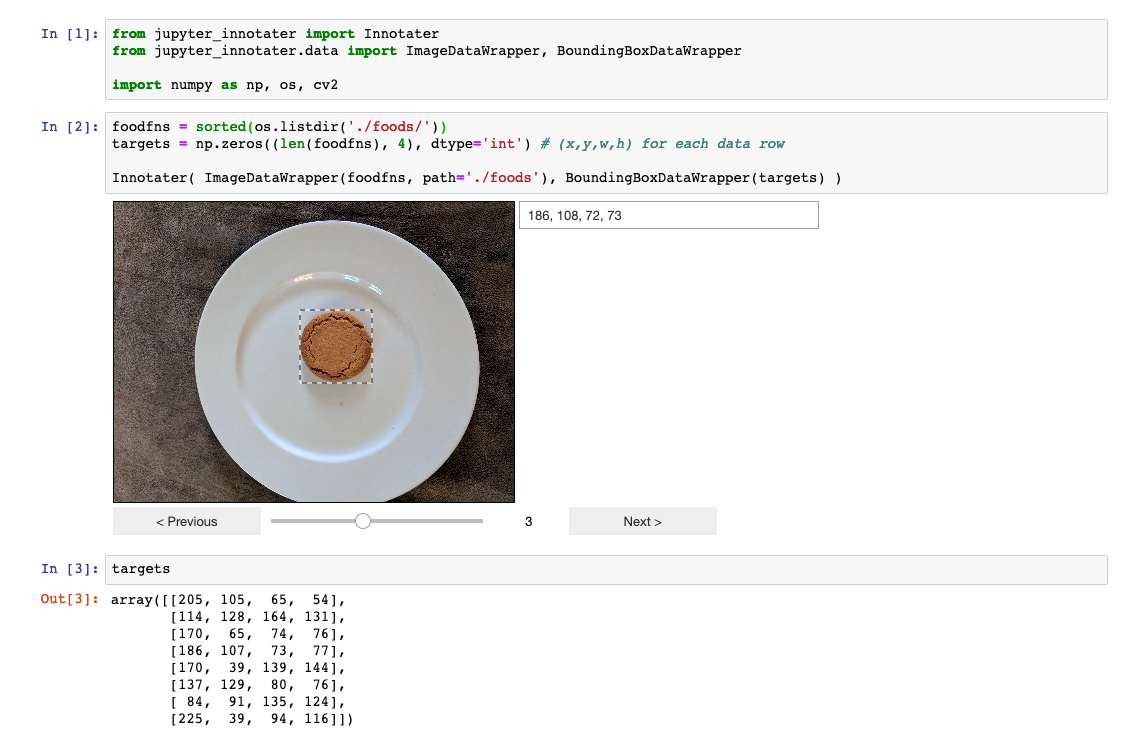 In [1]: from jupyter_innotater import Innotater
from jupyter_innotater.data import ImageDataWrapper, BoundingBoxDataWrapper
import numpy as np, os, cv2
In [2]: foodfns = sorted(os.listdir('./foods/'))
targets = np.zeros((len(foodfns), 4), dtype='int') # (x,y,w,h) for each data row
Innotater( ImageDataWrapper(foodfns, path='./foods'), BoundingBoxDataWrapper(targets) )
186, 108, 72, 73
< Previous 3 Next >
In [3]: targets
Out[3]: array([[205, 105,  65,  54],
[114, 128, 164, 131],
[170,  65,  74,  76],
[186, 107,  73,  77],
[170,  39, 139, 144],
[137, 129,  80,  76],
[ 84,  91, 135, 124],
[225,  39,  94, 116]])